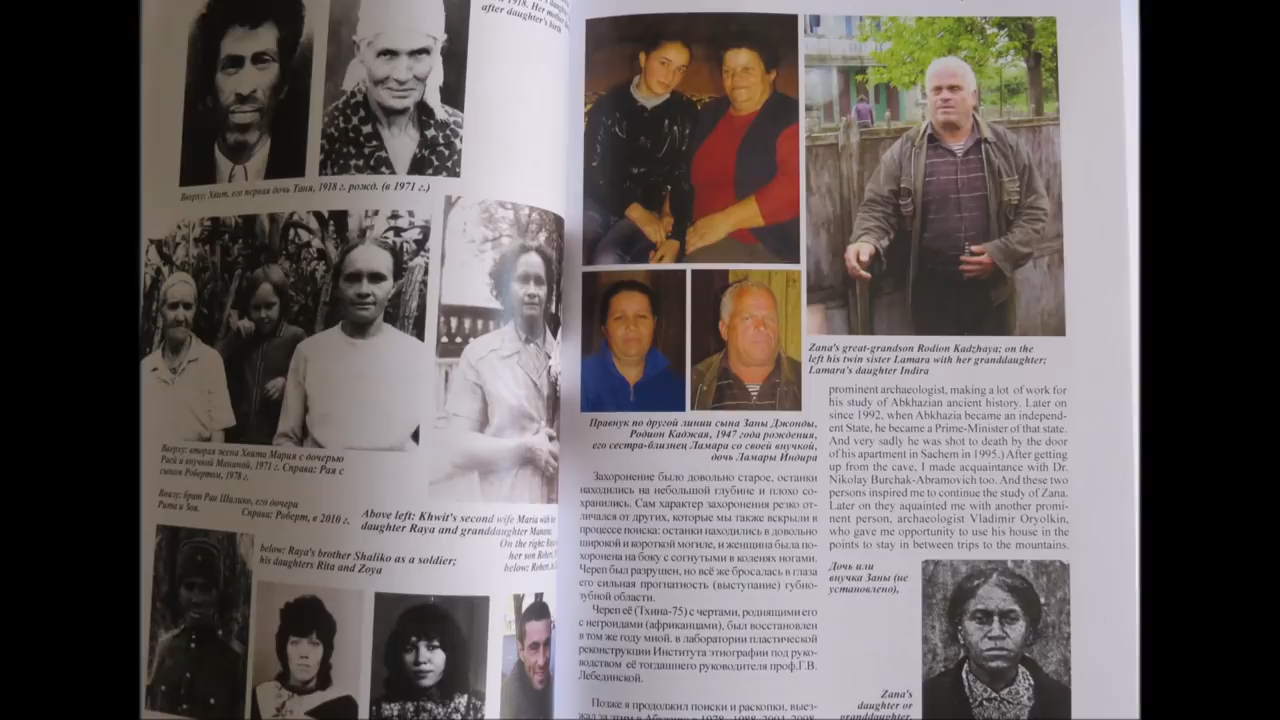 1918. Her mother
after daughter's birth
Вверху: Хвит, его первая дочь Таня, 1918 г. рожд. (в 1971 г.)
Вверху: вторая жена Хвита Мария с дочерью
Раей и внучкой Мананой, 1971 г. Справа: Рая с
сыном Робертом, 1978 г.
Внизу: брат Раи Шалико, его дочери
Рита и Зоя.
Справа: Роберт, в 2010 г.
Above left: Khwit's second wife Maria with
daughter Raya and granddaughter Manana,
On the right:
her son Robert,
below: Robert,
below: Raya's brother Shaliko as a soldier;
his daughters Rita and Zoya
Zana's great-grandson Rodion Kadzhaya; on the
left his twin sister Lamara with her granddaughter;
Lamara's daughter Indira
Правнук по другой линии сына Заны Джонды,
Родион Каджая, 1947 года рождения,
его сестра-близнец Ламара со своей внучкой,
дочь Ламары Индира
Захоронение было довольно старое, останки
находились на небольшой глубине и плохо со-
хранились. Сам характер захоронения резко от-
личался от других, которые мы также вскрыли в
процессе поиска: останки находились в довольно
широкой и короткой могиле, и женщина была по-
хоронена на боку с согнутыми в коленях ногами.
Череп был разрушен, но всё же бросалась в глаза
его сильная прогнатность (выступание) губно-
зубной области.
Череп её (Тхина-75) с чертами, роднящими его
с негроидами (африканцами), был восстановлен
в том же году мной. в лаборатории пластической
реконструкции Института этнографии под руко-
водством её тогдашнего руководителя проф.Г.В.
Лебединской.
Позже я продолжил поиски и раскопки, выез-
жал за этим в Абхазию в 1978, 1988, 2001, 2008,
prominent archaeologist, making a lot of work for
his study of Abkhazian ancient history. Later on
since 1992, when Abkhazia became an independ-
ent State, he became a Prime-Minister of that state.
And very sadly he was shot to death by the door
of his apartment in Sachem in 1995.) After getting
up from the cave, I made acquaintance with Dr.
Nikolay Burchak-Abramovich too. And these two
persons inspired me to continue the study of Zana.
Later on they aquainted me with another promi-
nent person, archaeologist Vladimir Oryolkin,
who gave me opportunity to use his house in the
points to stay in between trips to the mountains.
Дочь или
внучка Заны (не
установлено),
Zana's
daughter or
granddaughter,